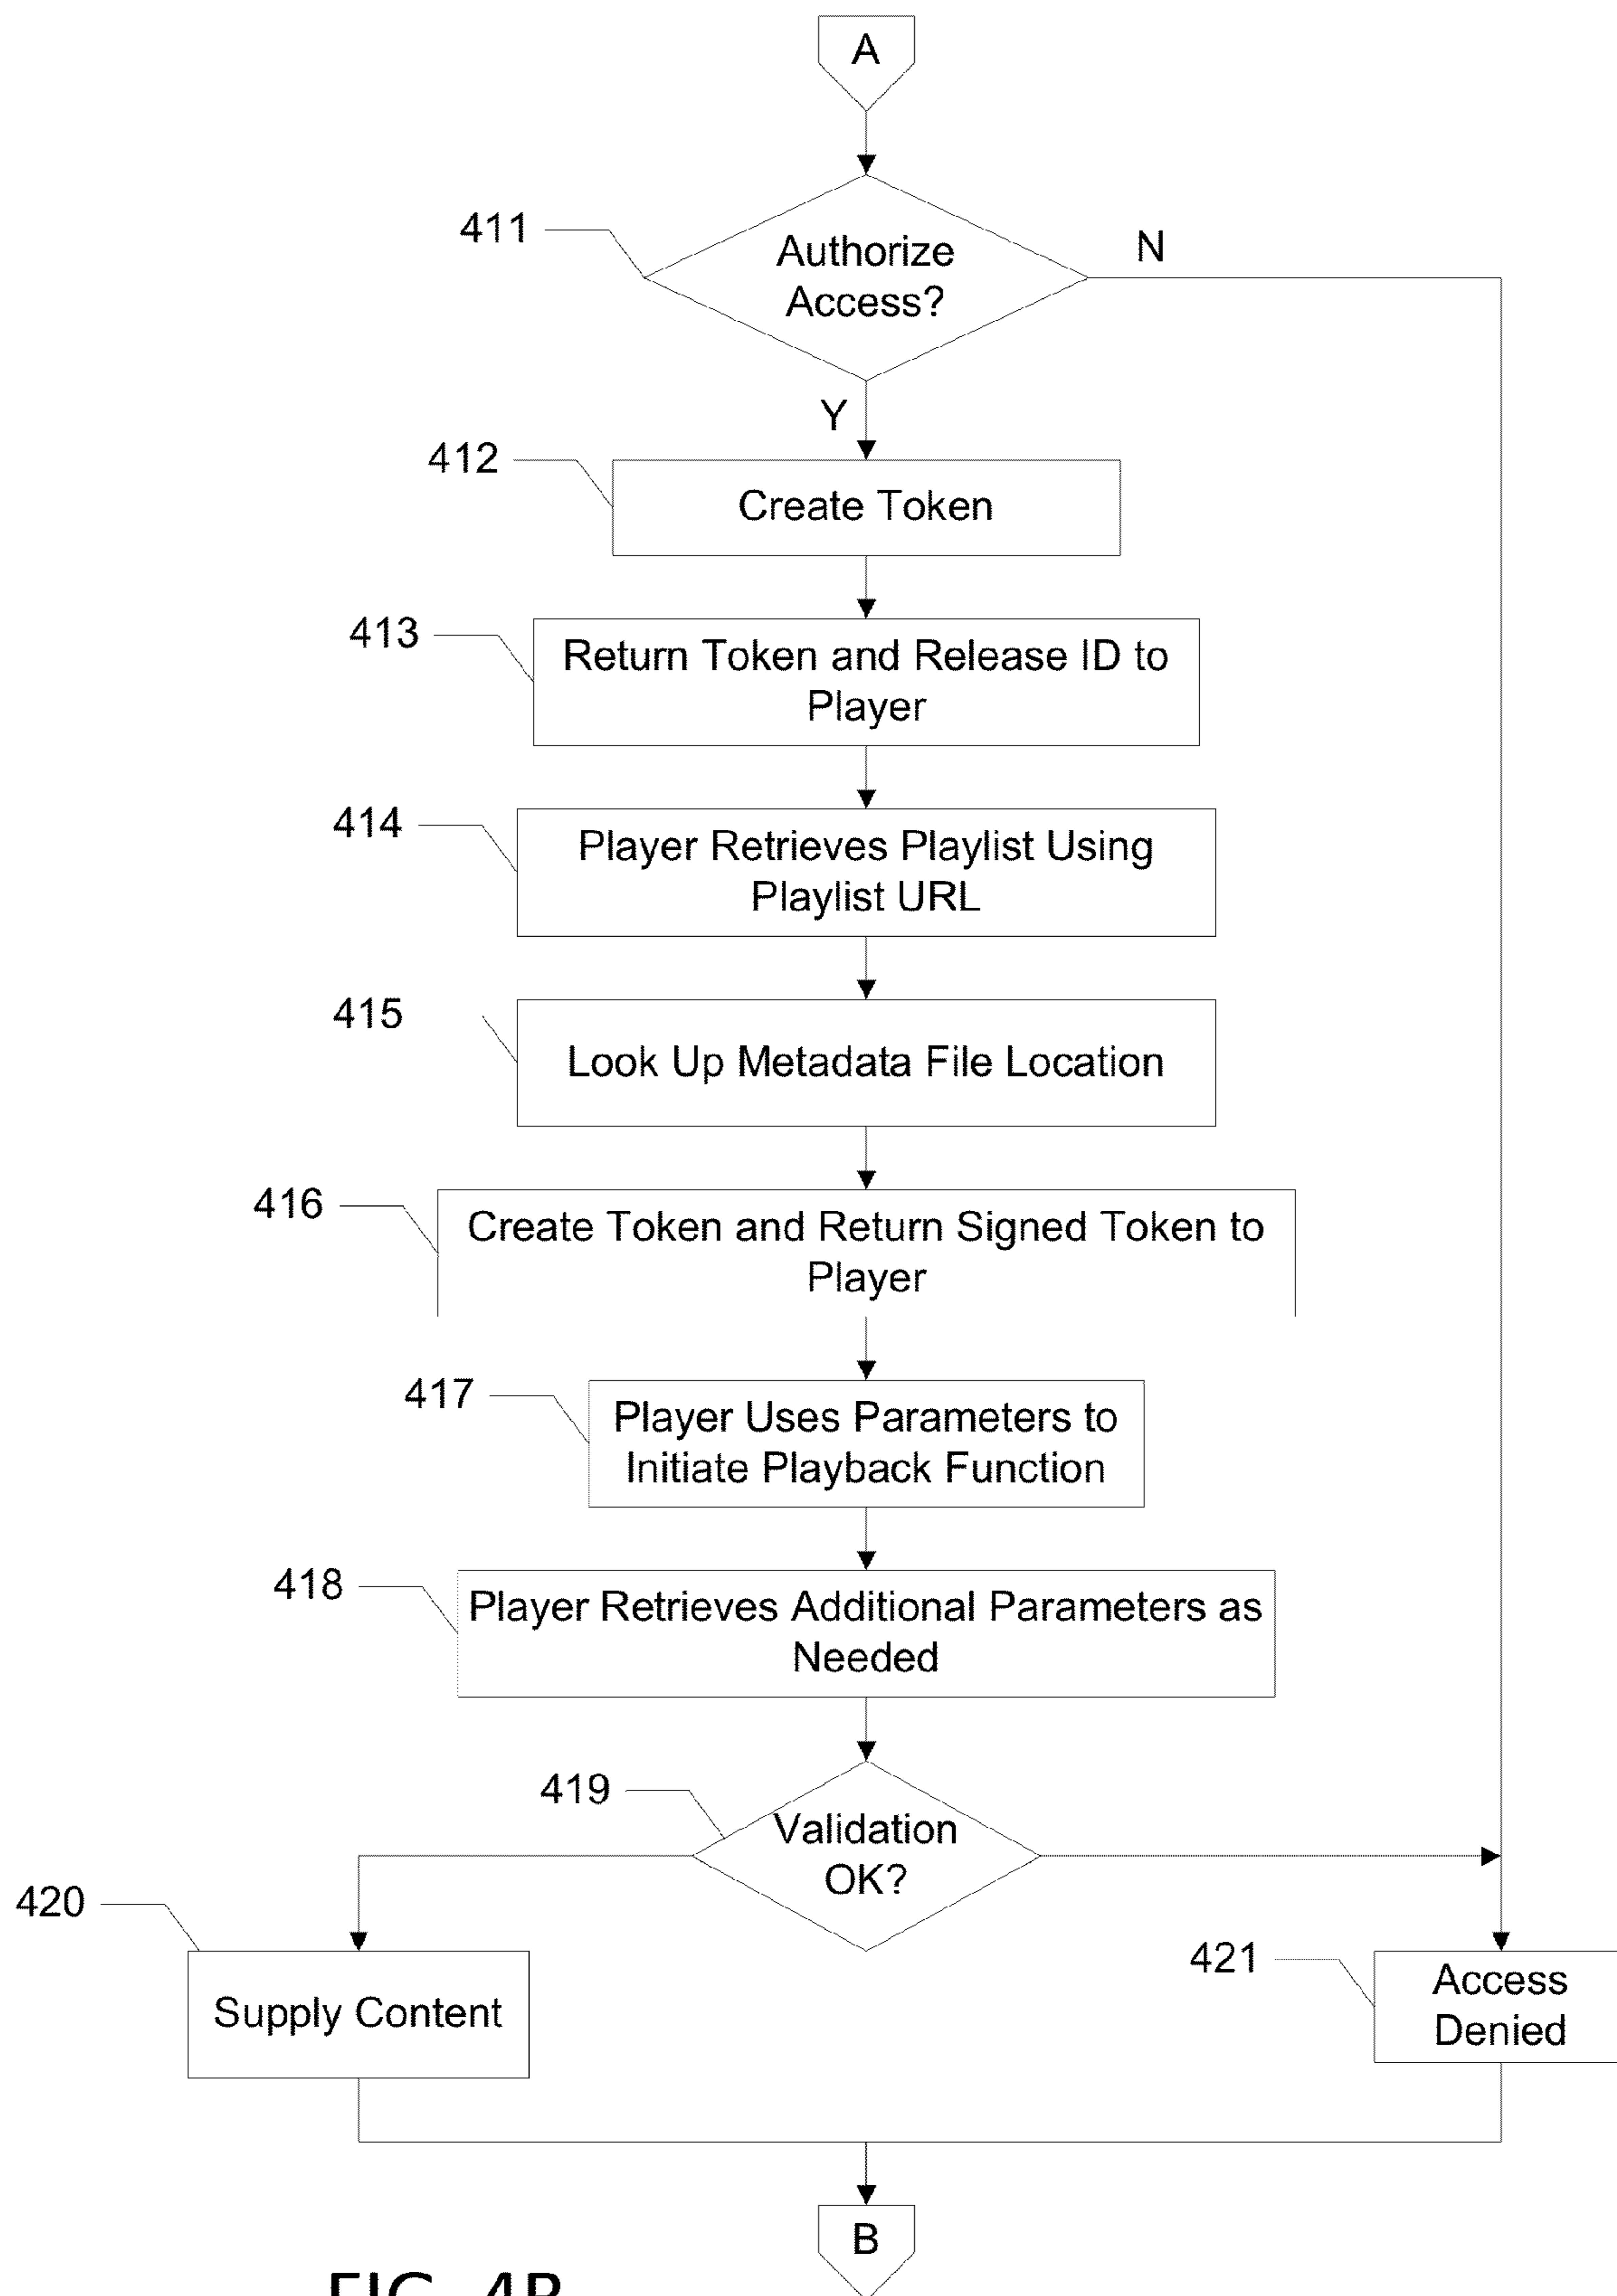 A
411
Authorize
Access?
N
Y
412
Create Token
413
Return Token and Release ID to
Player
414
Player Retrieves Playlist Using
Playlist URL
415
Look Up Metadata File Location
416
Create Token and Return Signed Token to
Player
417
Player Uses Parameters to
Initiate Playback Function
418
Player Retrieves Additional Parameters as
Needed
419
Validation
OK?
420
Supply Content
421
Access
Denied
B
FIG. 4B